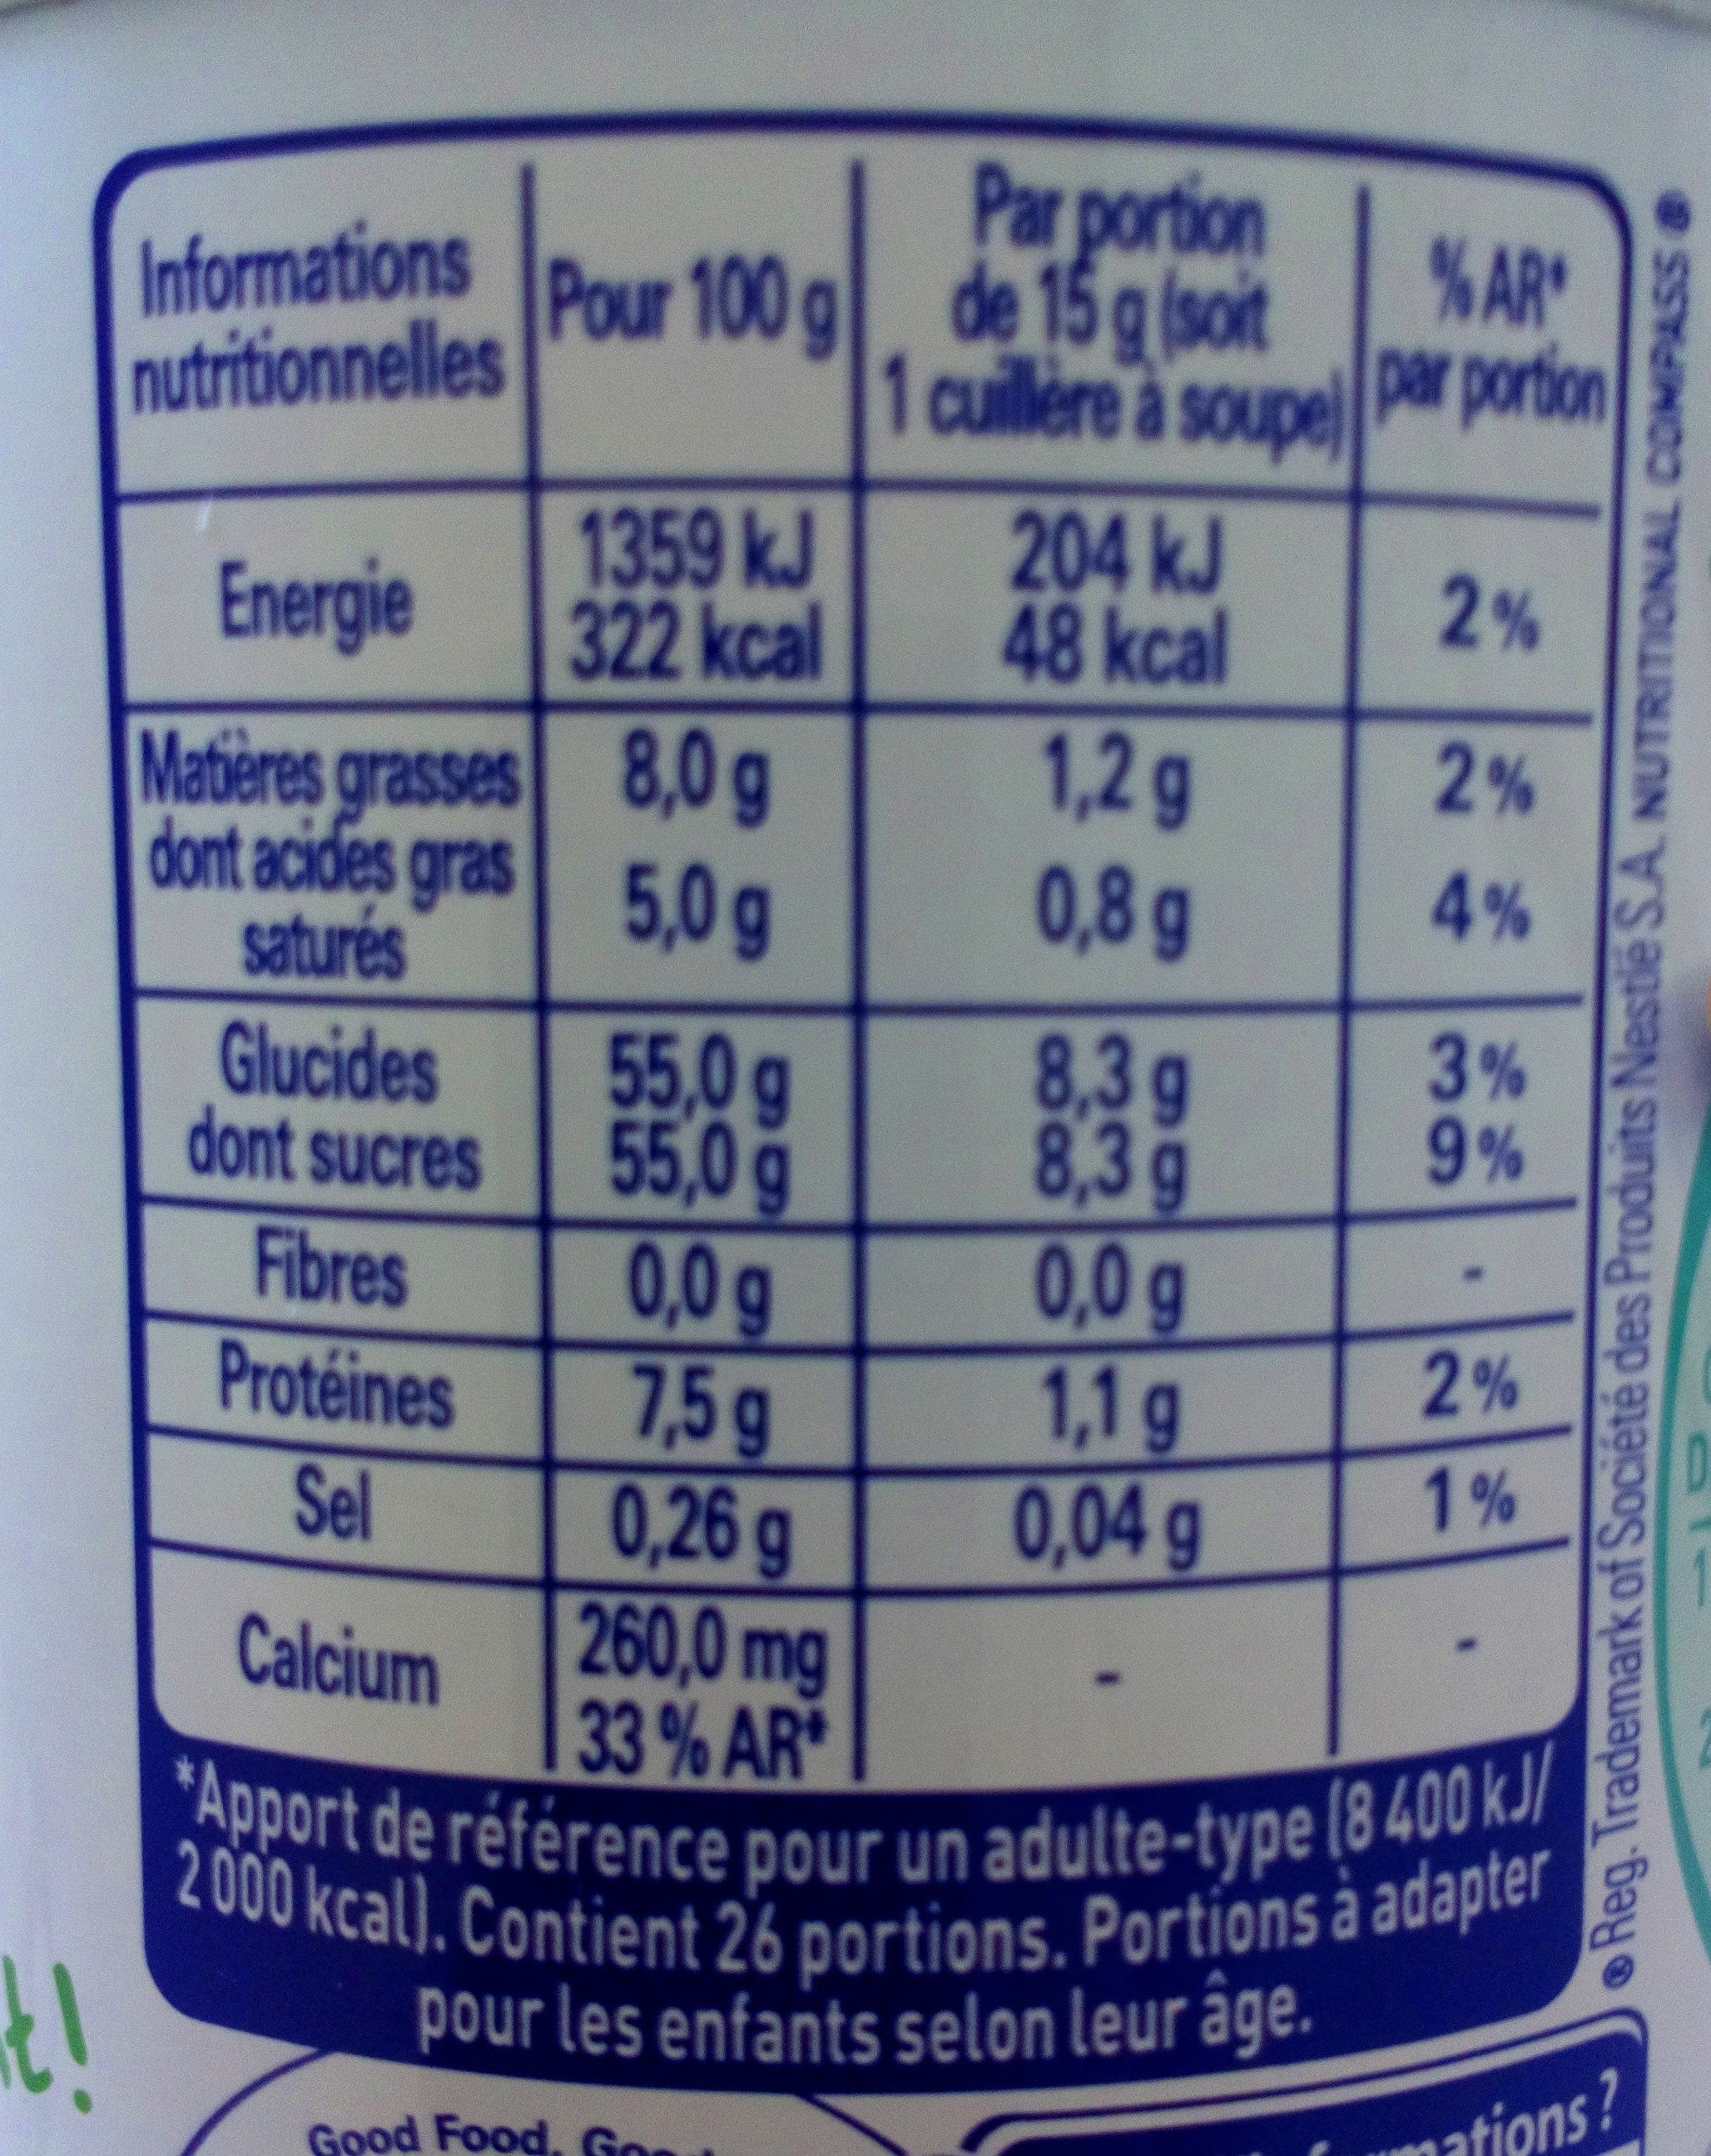 Informations
nutritionnelles
Pour 100 g
Par portion
de 15 g (soit
1 cuillère à soupe)
% AR*
par portion
Energie
1359 kJ
322 kcal
204 kJ
48 kcal
2 %
Matières grasses
8,0 g
1,2 g
2 %
dont acides gras
saturés
5,0 g
0,8 g
4 %
Glucides
55,0 g
8,3 g
3 %
dont sucres
55,0 g
8,3 g
9 %
Fibres
0,0 g
0,0 g
-
Protéines
7,5 g
1,1 g
2 %
Sel
0,26 g
0,04 g
1 %
Calcium
260,0 mg
33 % AR*
-
-
*Apport de référence pour un adulte-type (8 400 kJ/
2 000 kcal). Contient 26 portions. Portions à adapter
pour les enfants selon leur âge.
® Reg. Trademark of Société des Produits Nestlé S.A. NUTRITIONAL COMPASS ®
Good Food,